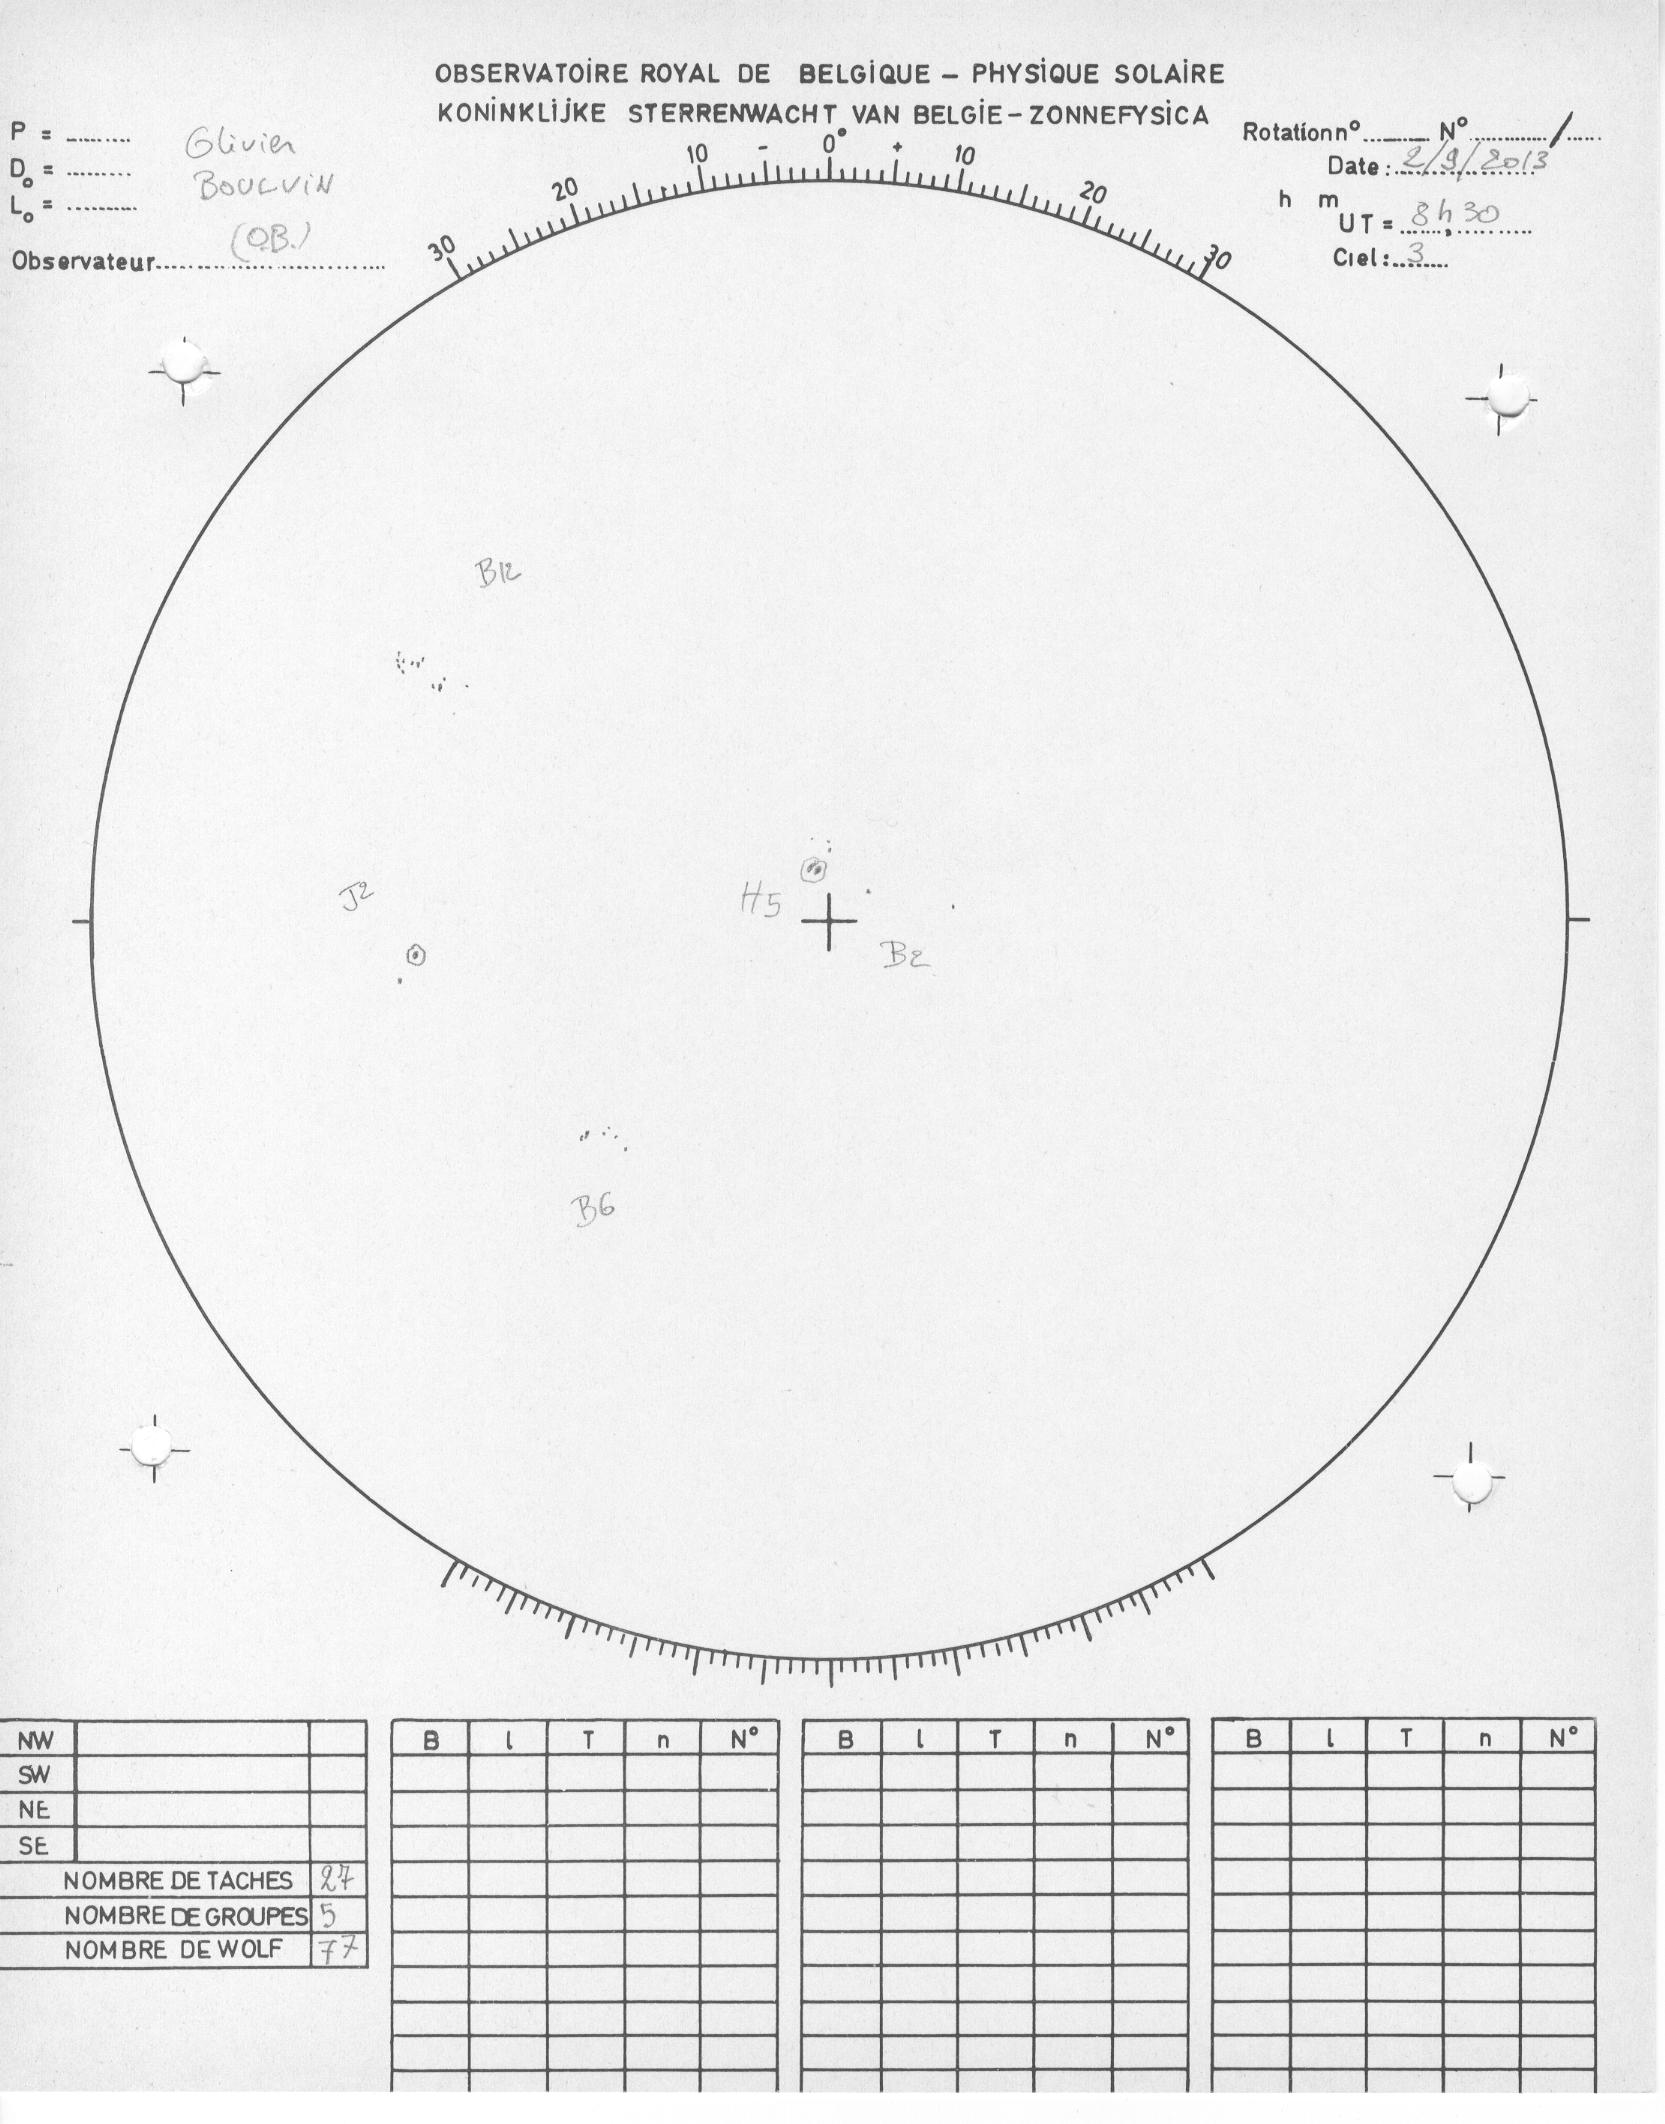 OBSERVATOIRE ROYAL DE BELGIQUE – PHYSIQUE SOLAIRE
KONINKLIJKE STERRENWACHT VAN BELGIE – ZONNEFYSICA
P = ........
D₀ = .........
L₀ = .........
Olivier
BOULVIN
(OB.)
Observateur..............................
Rotation n° ........ N° ............/......
Date : 2/9/2013
h m
UT = 8h30
Ciel : 3
30 20 10 - 0° + 10 20 30
B12
J2
H5
B2
B6
NW
SW
NE
SE
NOMBRE DE TACHES 27
NOMBRE DE GROUPES 5
NOMBRE DE WOLF 77
B l T n N°
B l T n N°
B l T n N°